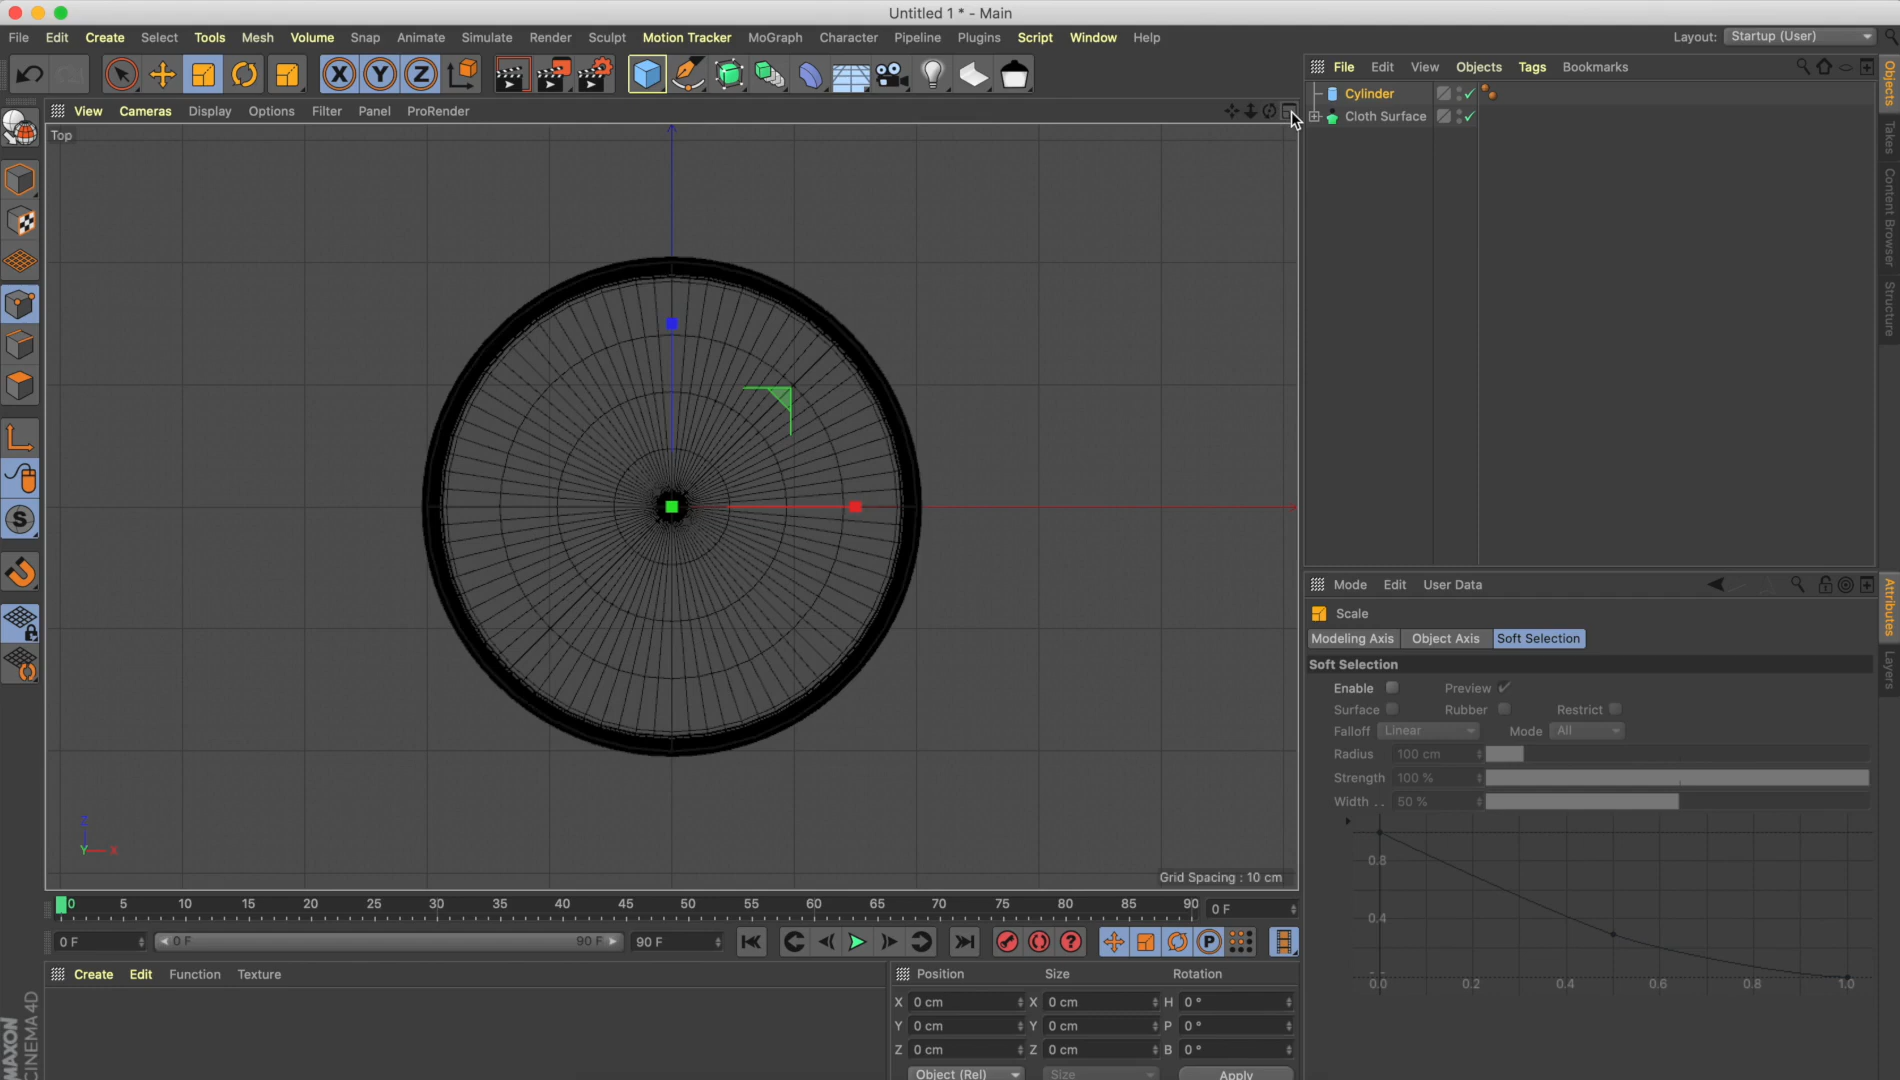 Untitled 1 * - Main
File Edit Create Select Tools Mesh Volume Snap Animate Simulate Render Sculpt Motion Tracker MoGraph Character Pipeline Plugins Script Window Help Layout: Startup (User)
X Y Z
File Edit View Objects Tags Bookmarks
View Cameras Display Options Filter Panel ProRender
Top
Cylinder
Cloth Surface
Objects
Takes
Content Browser
Structure
S
Mode Edit User Data
Scale
Modeling Axis Object Axis Soft Selection
Soft Selection
Enable Preview
Surface Rubber Restrict
Falloff Linear Mode All
Radius 100 cm
Strength 100 %
Width . . 50 %
0.8
0.4
0.0 0.2 0.4 0.6 0.8 1.0
Attributes
Layers
Z
Y X
Grid Spacing : 10 cm
0 5 10 15 20 25 30 35 40 45 50 55 60 65 70 75 80 85 90 0 F
0 F 0 F 90 F 90 F ? P
Create Edit Function Texture
Position Size Rotation
X 0 cm X 0 cm H 0 °
Y 0 cm Y 0 cm P 0 °
Z 0 cm Z 0 cm B 0 °
Object (Rel) Size Apply
MAXON
CINEMA 4D